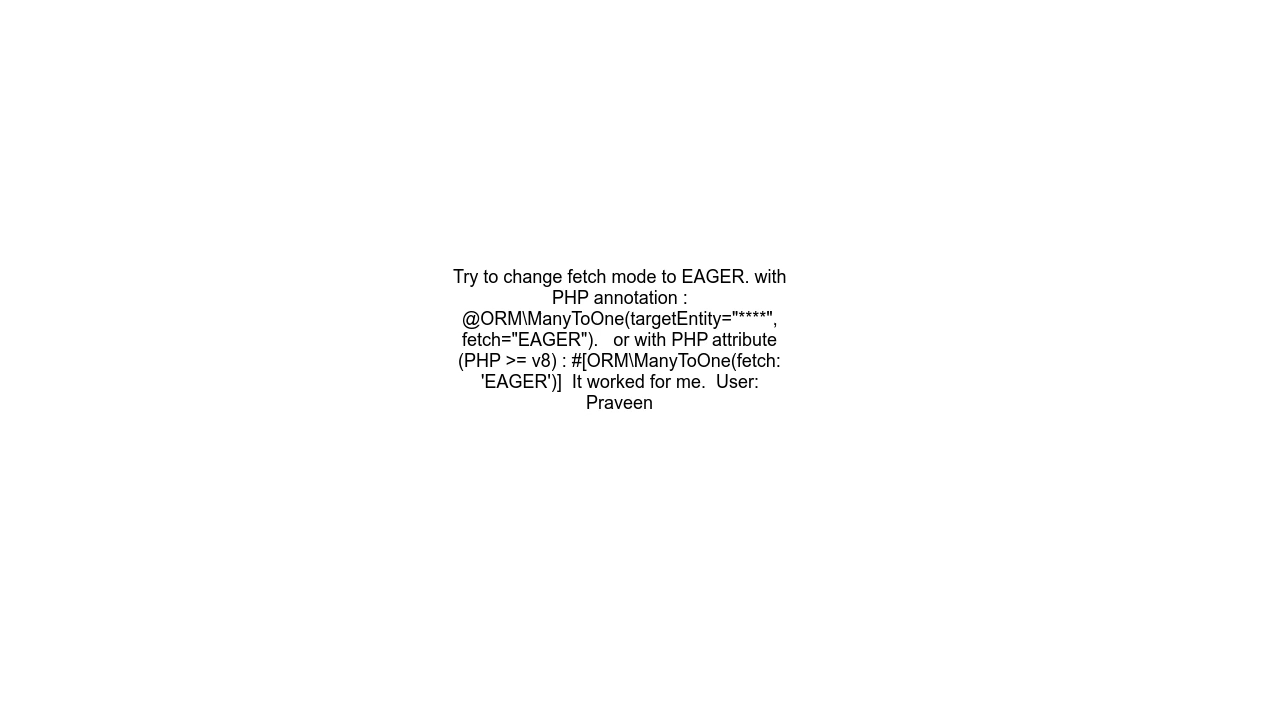 Try to change fetch mode to EAGER. with
PHP annotation :
@ORM\ManyToOne(targetEntity="****",
fetch="EAGER").   or with PHP attribute
(PHP >= v8) : #[ORM\ManyToOne(fetch:
'EAGER')]  It worked for me.  User:
Praveen